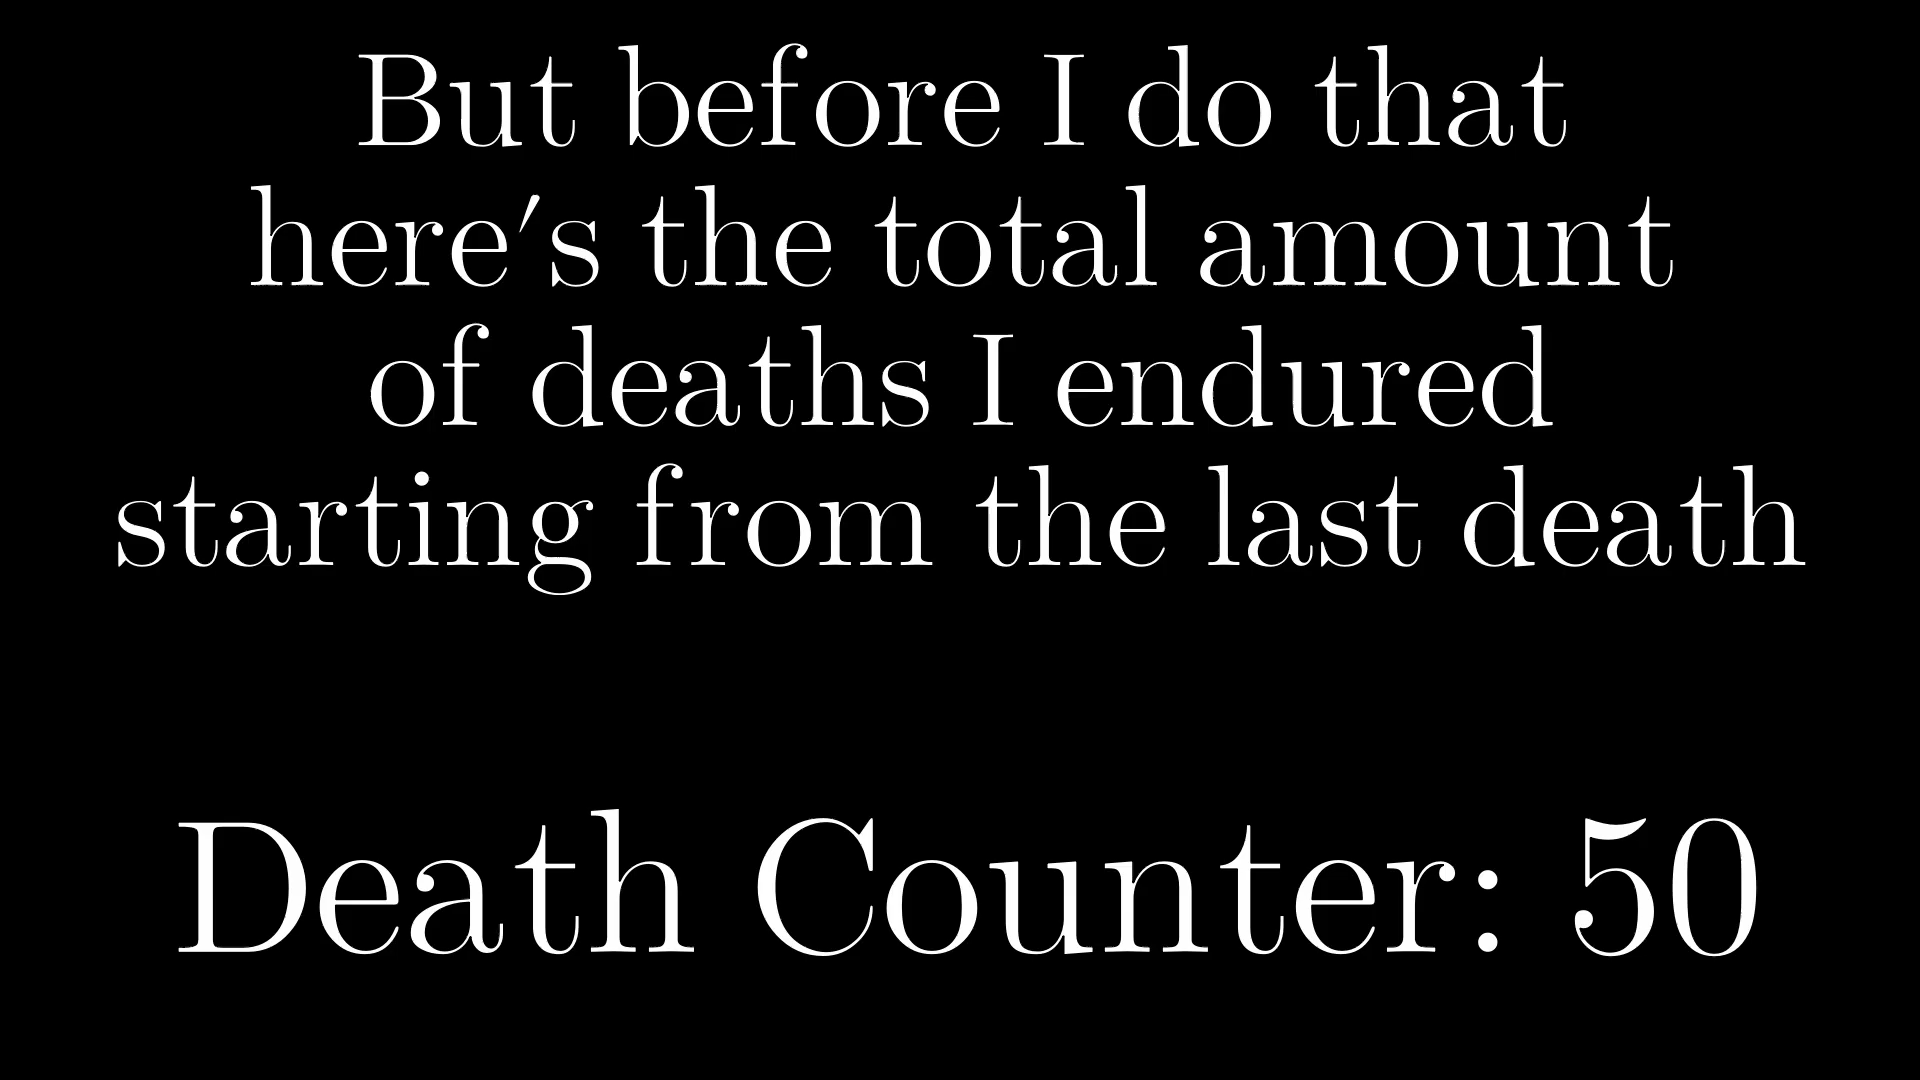 But before I do that
here's the total amount
of deaths I endured
starting from the last death
Death Counter: 50